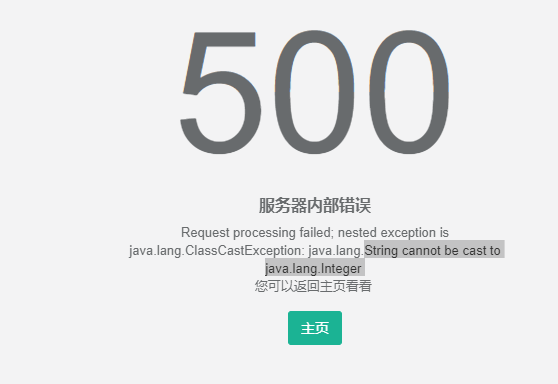 500
服务器内部错误
Request processing failed; nested exception is
java.lang.ClassCastException: java.lang.String cannot be cast to
java.lang.Integer
您可以返回主页看看
主页